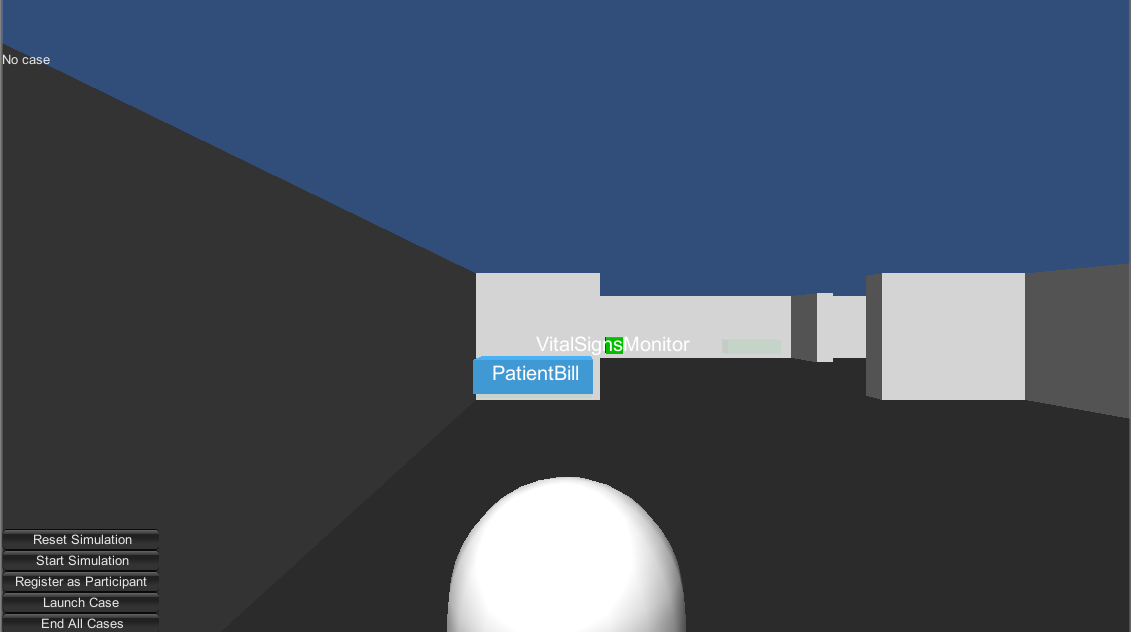 No case
VitalSignsMonitor
PatientBill
Reset Simulation
Start Simulation
Register as Participant
Launch Case
End All Cases